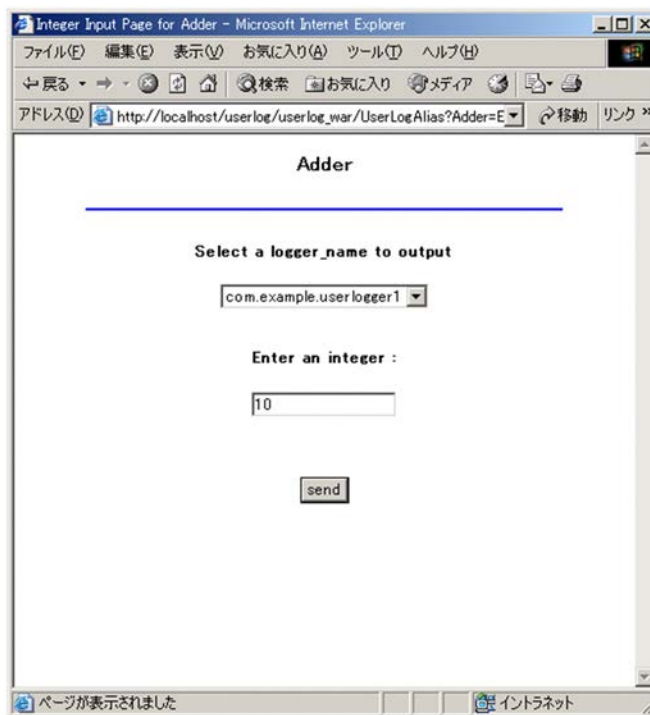 Integer Input Page for Adder - Microsoft Internet Explorer
ファイル(F) 編集(E) 表示(V) お気に入り(A) ツール(T) ヘルプ(H)
戻る 検索 お気に入り メディア
アドレス(D) http://localhost/userlog/userlog_war/UserLogAlias?Adder=E 移動 リンク »
Adder
Select a logger_name to output
com.example.userlogger1
Enter an integer :
10
send
ページが表示されました イントラネット